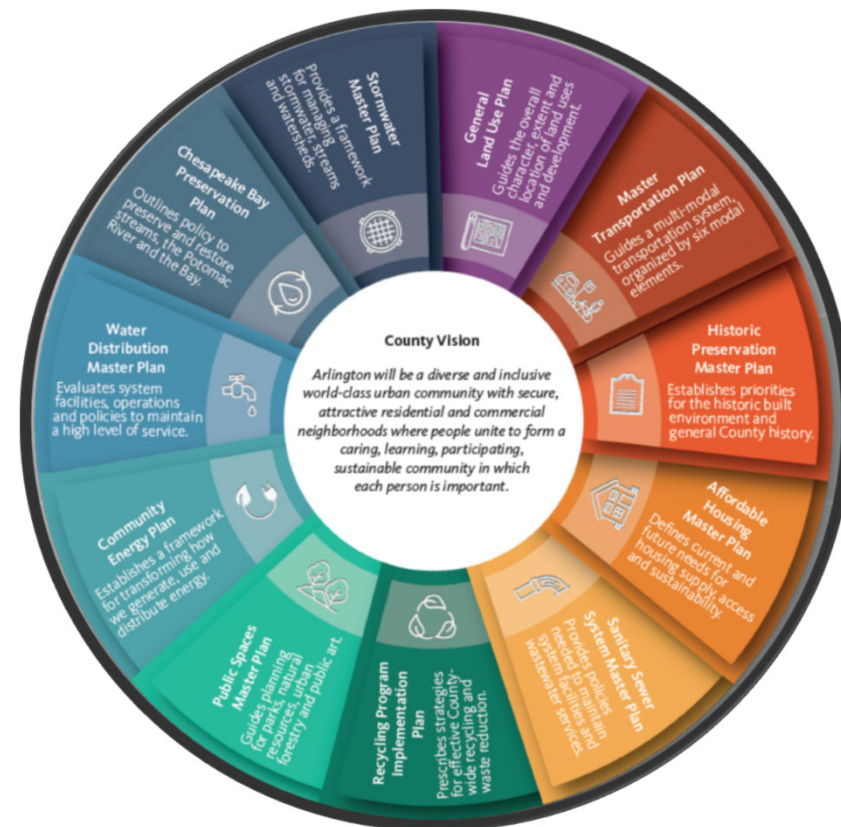 County Vision
Arlington will be a diverse and inclusive
world-class urban community with secure,
attractive residential and commercial
neighborhoods where people unite to form a
caring, learning, participating,
sustainable community in which
each person is important.
General
Land Use Plan
Guides the overall
character, extent and
location of land uses
and development.
Master
Transportation Plan
Guides a multi-modal
transportation system,
organized by six modal
elements.
Historic
Preservation
Master Plan
Establishes priorities
for the historic built
environment and
general County history.
Affordable
Housing
Master Plan
Defines current and
future needs for
housing supply, access
and sustainability.
Sanitary Sewer
System Master Plan
Provides policies
needed to maintain
system facilities and
wastewater services.
Recycling Program
Implementation
Plan
Prescribes strategies
for effective County-
wide recycling and
waste reduction.
Public Spaces
Master Plan
Guides planning
for parks, natural
resources, urban
forestry and public art.
Community
Energy Plan
Establishes a framework
for transforming how
we generate, use and
distribute energy.
Water
Distribution
Master Plan
Evaluates system
facilities, operations
and policies to maintain
a high level of service.
Chesapeake Bay
Preservation
Plan
Outlines policy to
preserve and restore
streams, the Potomac
River and the Bay.
Stormwater
Master Plan
Provides a framework
for managing
stormwater, streams
and watersheds.